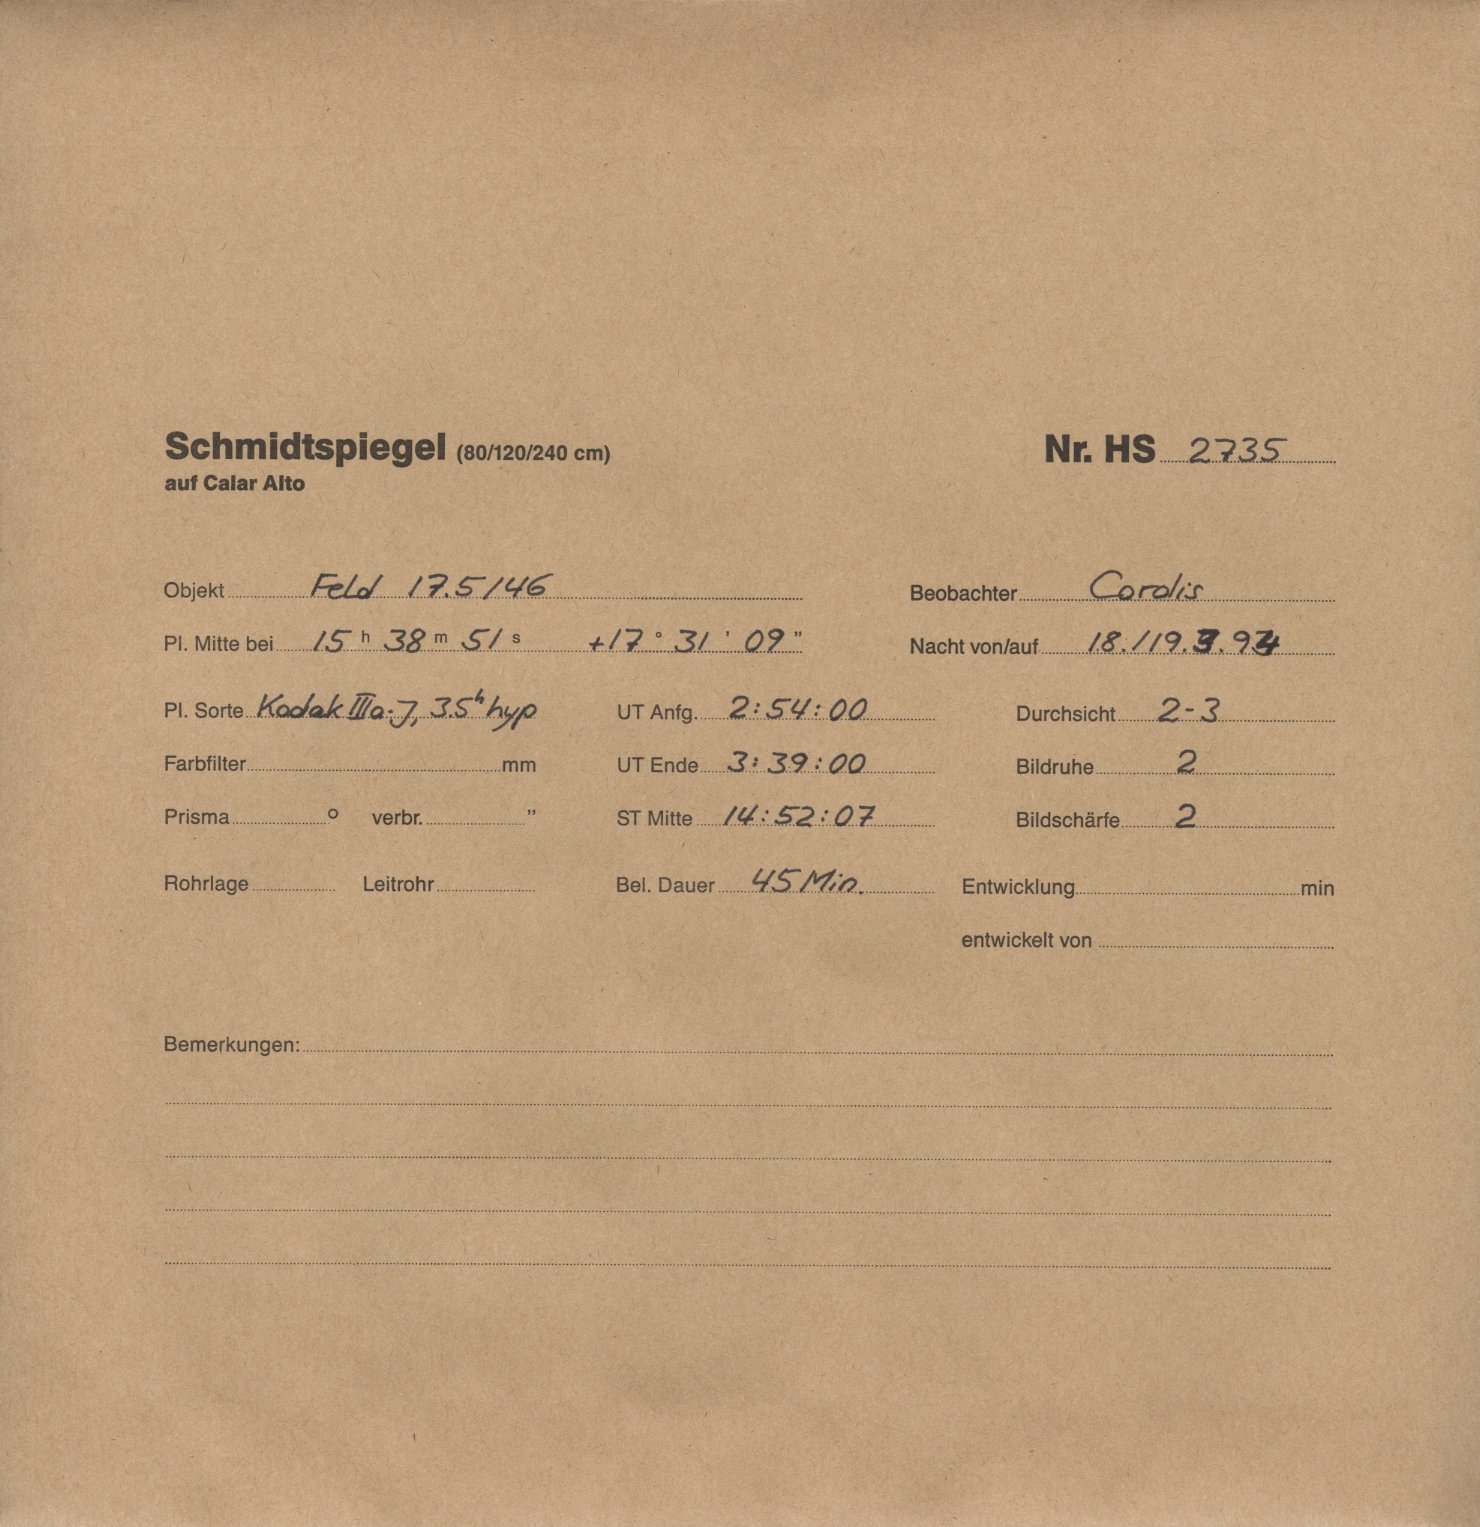 Schmidtspiegel (80/120/240 cm) Nr. HS 2735
auf Calar Alto
Objekt Feld 17.5/46 Beobachter Cordis
Pl. Mitte bei 15 h 38 m 51 s +17 ° 31 ' 09 " Nacht von/auf 18./19.3.94
Pl. Sorte Kodak IIIa-J, 3.5h hyp UT Anfg. 2:54:00 Durchsicht 2-3
Farbfilter mm UT Ende 3:39:00 Bildruhe 2
Prisma ° verbr. " ST Mitte 14:52:07 Bildschärfe 2
Rohrlage Leitrohr Bel. Dauer 45 Min. Entwicklung min
entwickelt von
Bemerkungen: